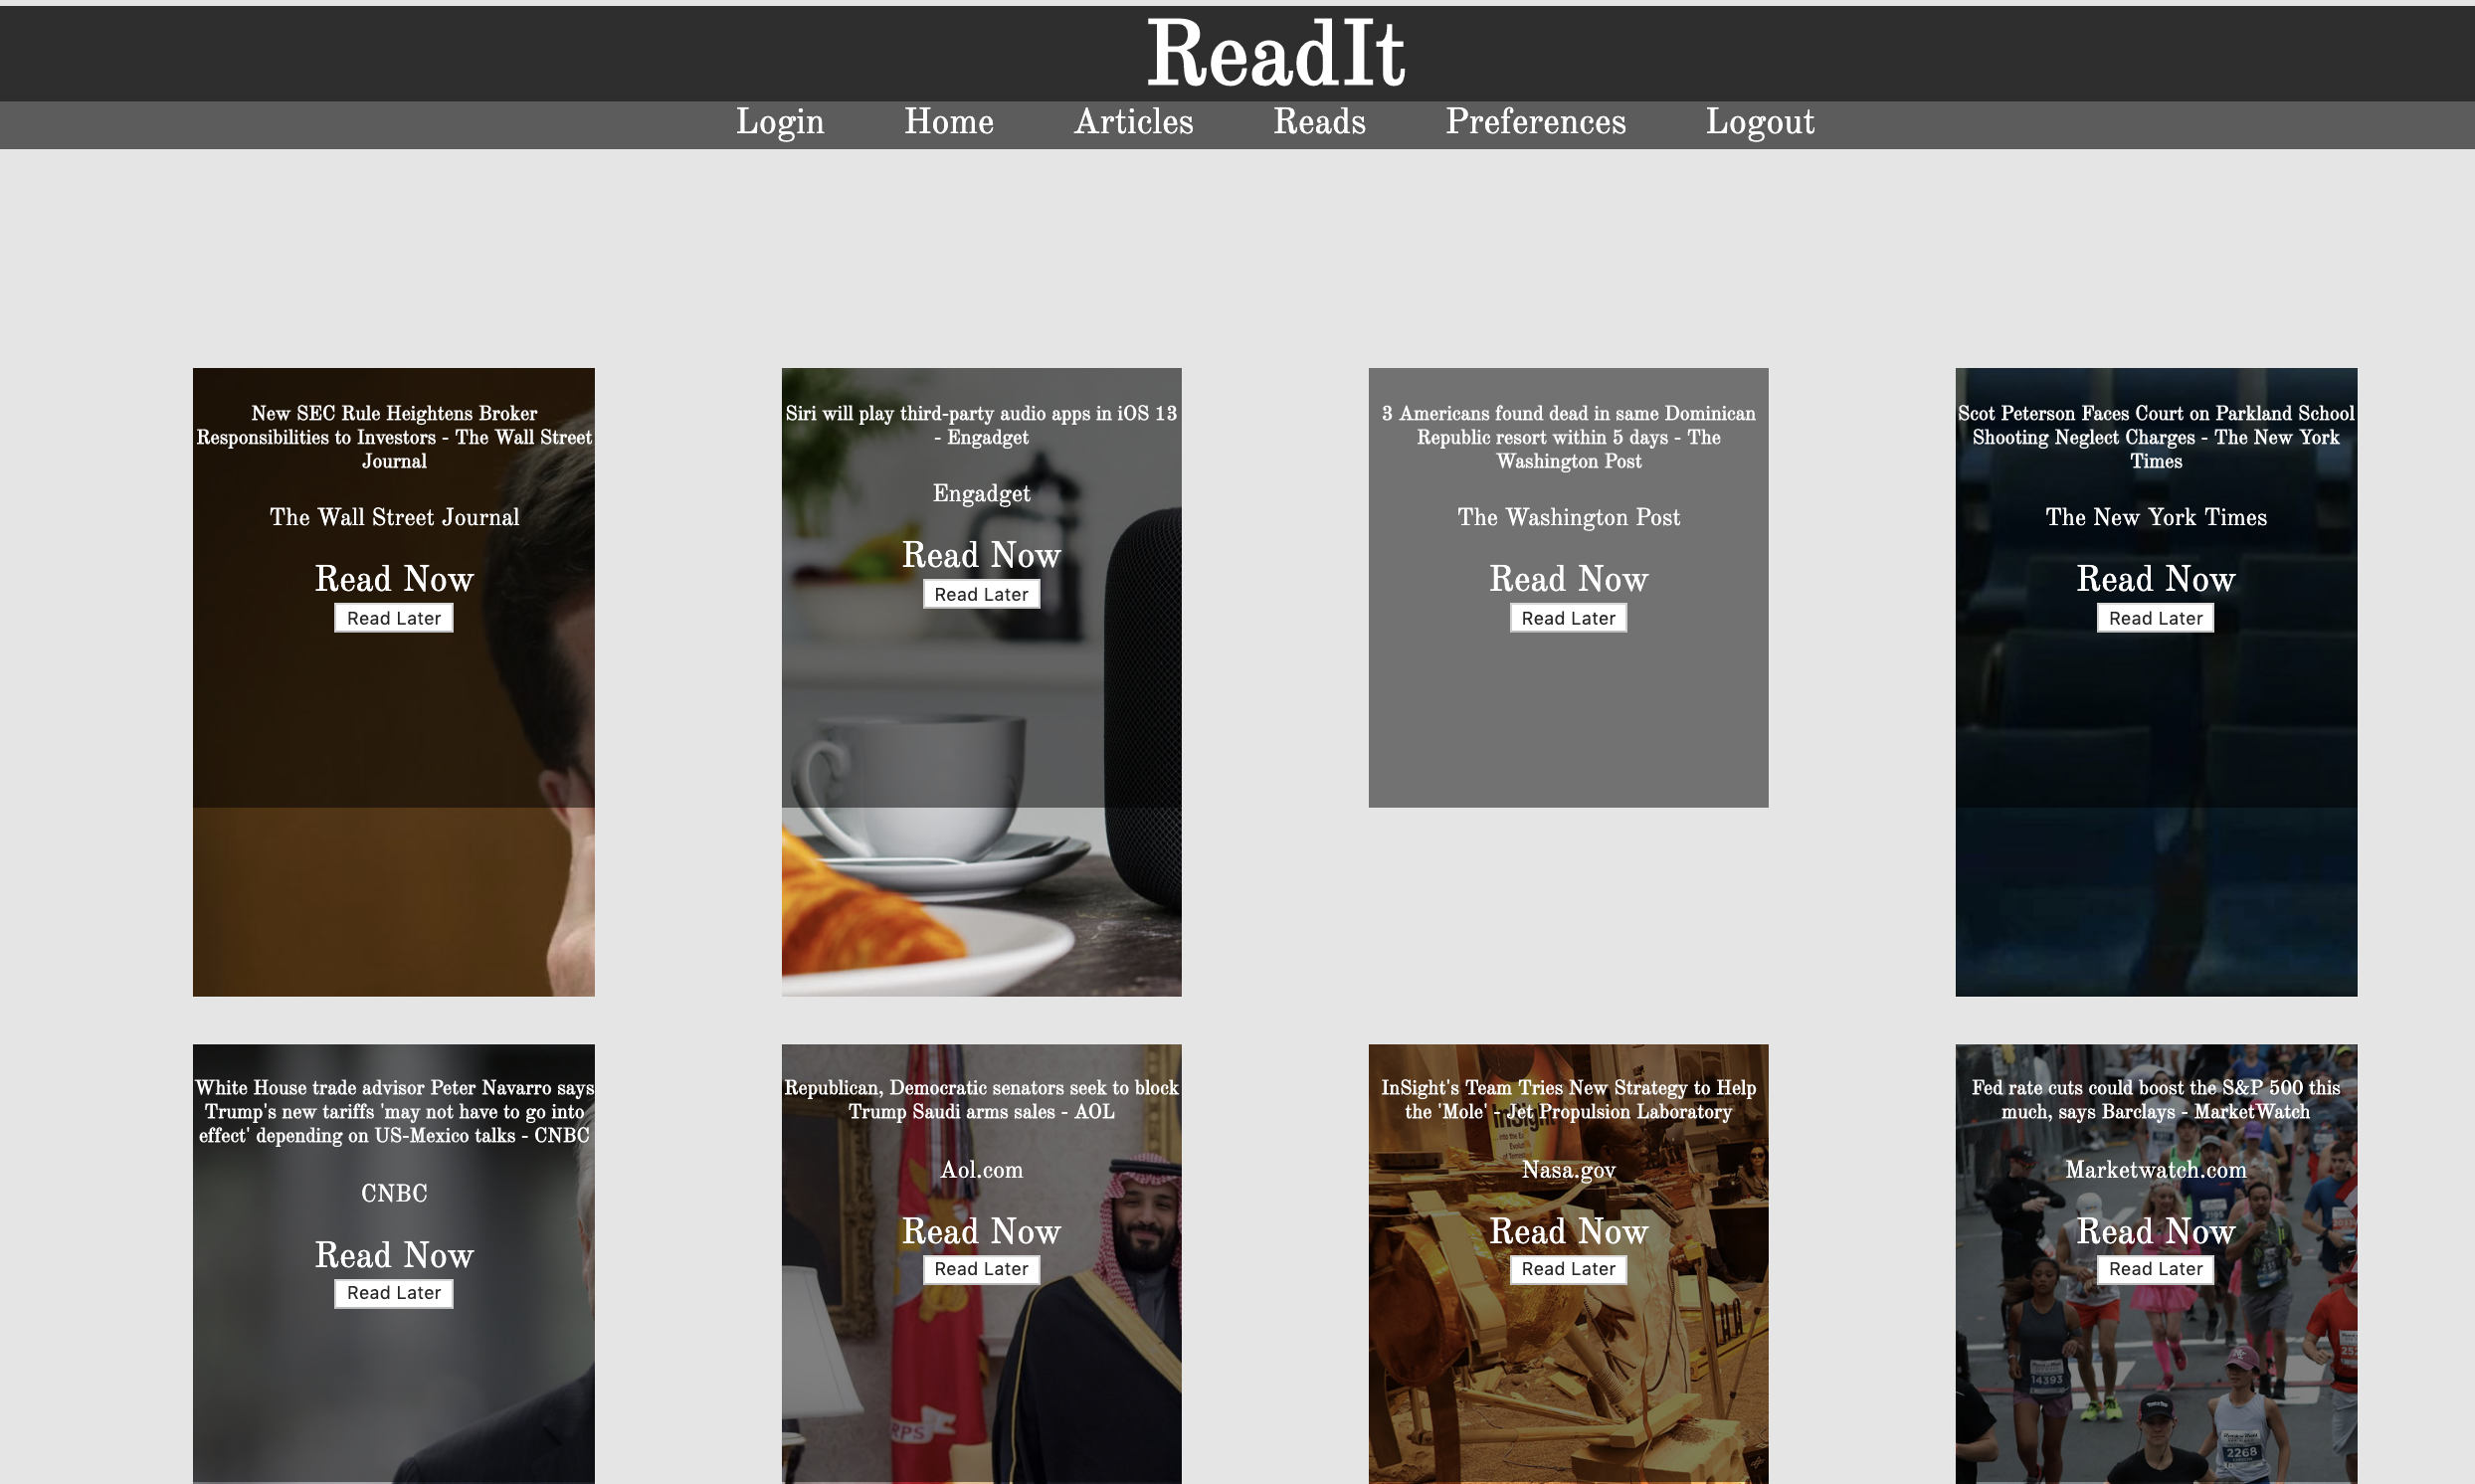 ReadIt
Login Home Articles Reads Preferences Logout
New SEC Rule Heightens Broker
Responsibilities to Investors - The Wall Street
Journal
The Wall Street Journal
Read Now
Read Later
Siri will play third-party audio apps in iOS 13
- Engadget
Engadget
Read Now
Read Later
3 Americans found dead in same Dominican
Republic resort within 5 days - The
Washington Post
The Washington Post
Read Now
Read Later
Scot Peterson Faces Court on Parkland School
Shooting Neglect Charges - The New York
Times
The New York Times
Read Now
Read Later
White House trade advisor Peter Navarro says
Trump's new tariffs 'may not have to go into
effect' depending on US-Mexico talks - CNBC
CNBC
Read Now
Read Later
Republican, Democratic senators seek to block
Trump Saudi arms sales - AOL
Aol.com
Read Now
Read Later
RPS
InSight's Team Tries New Strategy to Help
the 'Mole' - Jet Propulsion Laboratory
InSight
Nasa.gov
Read Now
Read Later
Fed rate cuts could boost the S&P 500 this
much, says Barclays - MarketWatch
Marketwatch.com
Read Now
Read Later
14393
2268